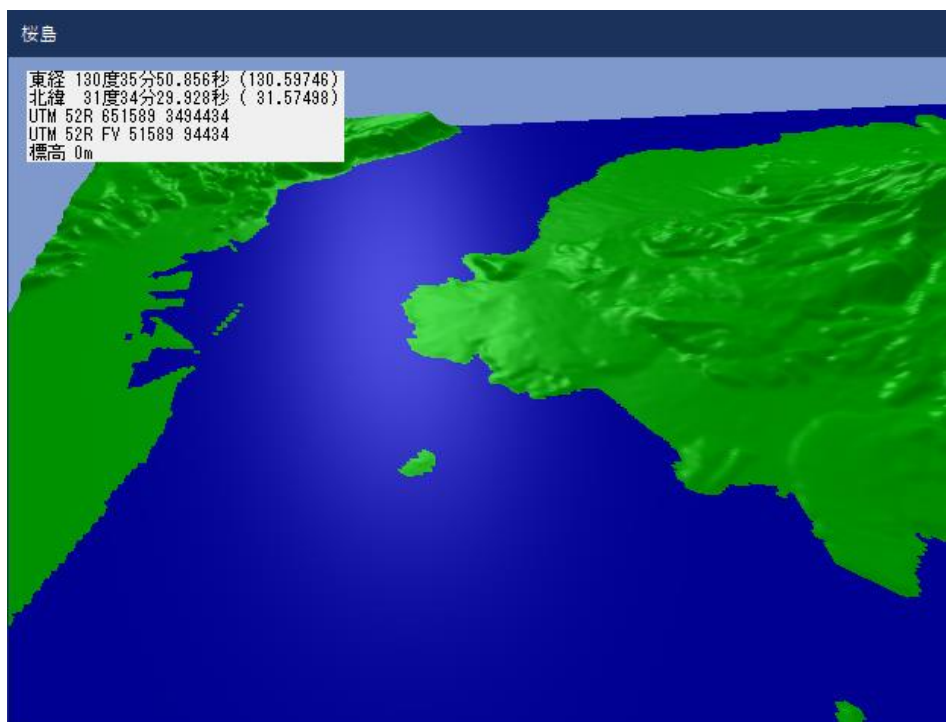 桜島
東経 130度35分50.856秒 (130.59746)
北緯  31度34分29.928秒 ( 31.57498)
UTM 52R 651589 3494434
UTM 52R FV 51589 94434
標高 0m